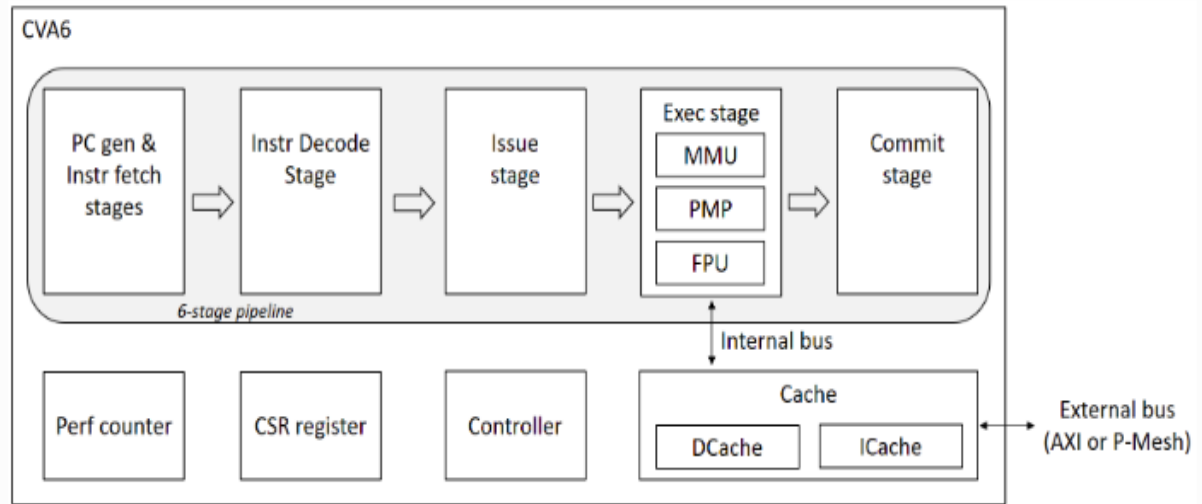 CVA6
PC gen &
Instr fetch
stages
Instr Decode
Stage
Issue
stage
Exec stage
MMU
PMP
FPU
Commit
stage
6-stage pipeline
Internal bus
Perf counter
CSR register
Controller
Cache
DCache
ICache
External bus
(AXI or P-Mesh)